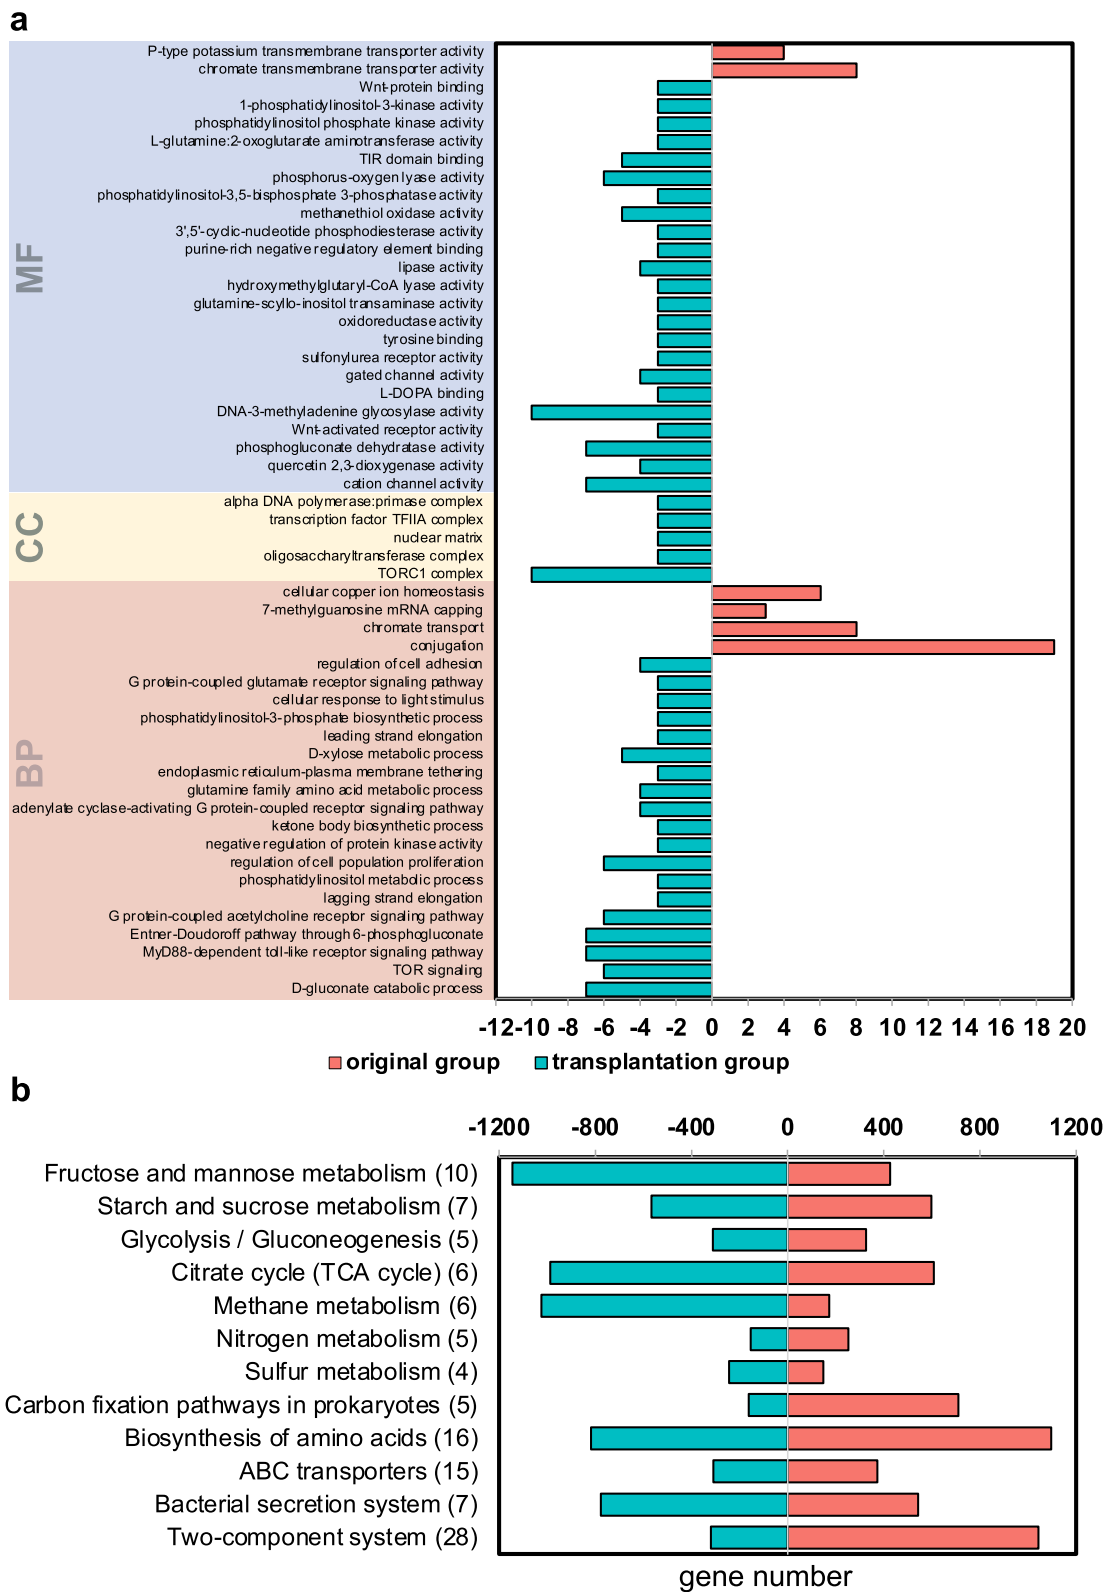 a
P-type potassium transmembrane transporter activity
chromate transmembrane transporter activity
Wnt-protein binding
1-phosphatidylinositol-3-kinase activity
phosphatidylinositol phosphate kinase activity
L-glutamine:2-oxoglutarate aminotransferase activity
TIR domain binding
phosphorus-oxygen lyase activity
phosphatidylinositol-3,5-bisphosphate 3-phosphatase activity
methanethiol oxidase activity
3',5'-cyclic-nucleotide phosphodiesterase activity
purine-rich negative regulatory element binding
lipase activity
hydroxymethylglutaryl-CoA lyase activity
glutamine-scyllo-inositol transaminase activity
oxidoreductase activity
tyrosine binding
sulfonylurea receptor activity
gated channel activity
L-DOPA binding
DNA-3-methyladenine glycosylase activity
Wnt-activated receptor activity
phosphogluconate dehydratase activity
quercetin 2,3-dioxygenase activity
cation channel activity
MF
alpha DNA polymerase:primase complex
transcription factor TFIIA complex
nuclear matrix
oligosaccharyltransferase complex
TORC1 complex
CC
cellular copper ion homeostasis
7-methylguanosine mRNA capping
chromate transport
conjugation
regulation of cell adhesion
G protein-coupled glutamate receptor signaling pathway
cellular response to light stimulus
phosphatidylinositol-3-phosphate biosynthetic process
leading strand elongation
D-xylose metabolic process
endoplasmic reticulum-plasma membrane tethering
glutamine family amino acid metabolic process
adenylate cyclase-activating G protein-coupled receptor signaling pathway
ketone body biosynthetic process
negative regulation of protein kinase activity
regulation of cell population proliferation
phosphatidylinositol metabolic process
lagging strand elongation
G protein-coupled acetylcholine receptor signaling pathway
Entner-Doudoroff pathway through 6-phosphogluconate
MyD88-dependent toll-like receptor signaling pathway
TOR signaling
D-gluconate catabolic process
BP
-12 -10 -8 -6 -4 -2 0 2 4 6 8 10 12 14 16 18 20
original group transplantation group
b
-1200 -800 -400 0 400 800 1200
Fructose and mannose metabolism (10)
Starch and sucrose metabolism (7)
Glycolysis / Gluconeogenesis (5)
Citrate cycle (TCA cycle) (6)
Methane metabolism (6)
Nitrogen metabolism (5)
Sulfur metabolism (4)
Carbon fixation pathways in prokaryotes (5)
Biosynthesis of amino acids (16)
ABC transporters (15)
Bacterial secretion system (7)
Two-component system (28)
gene number